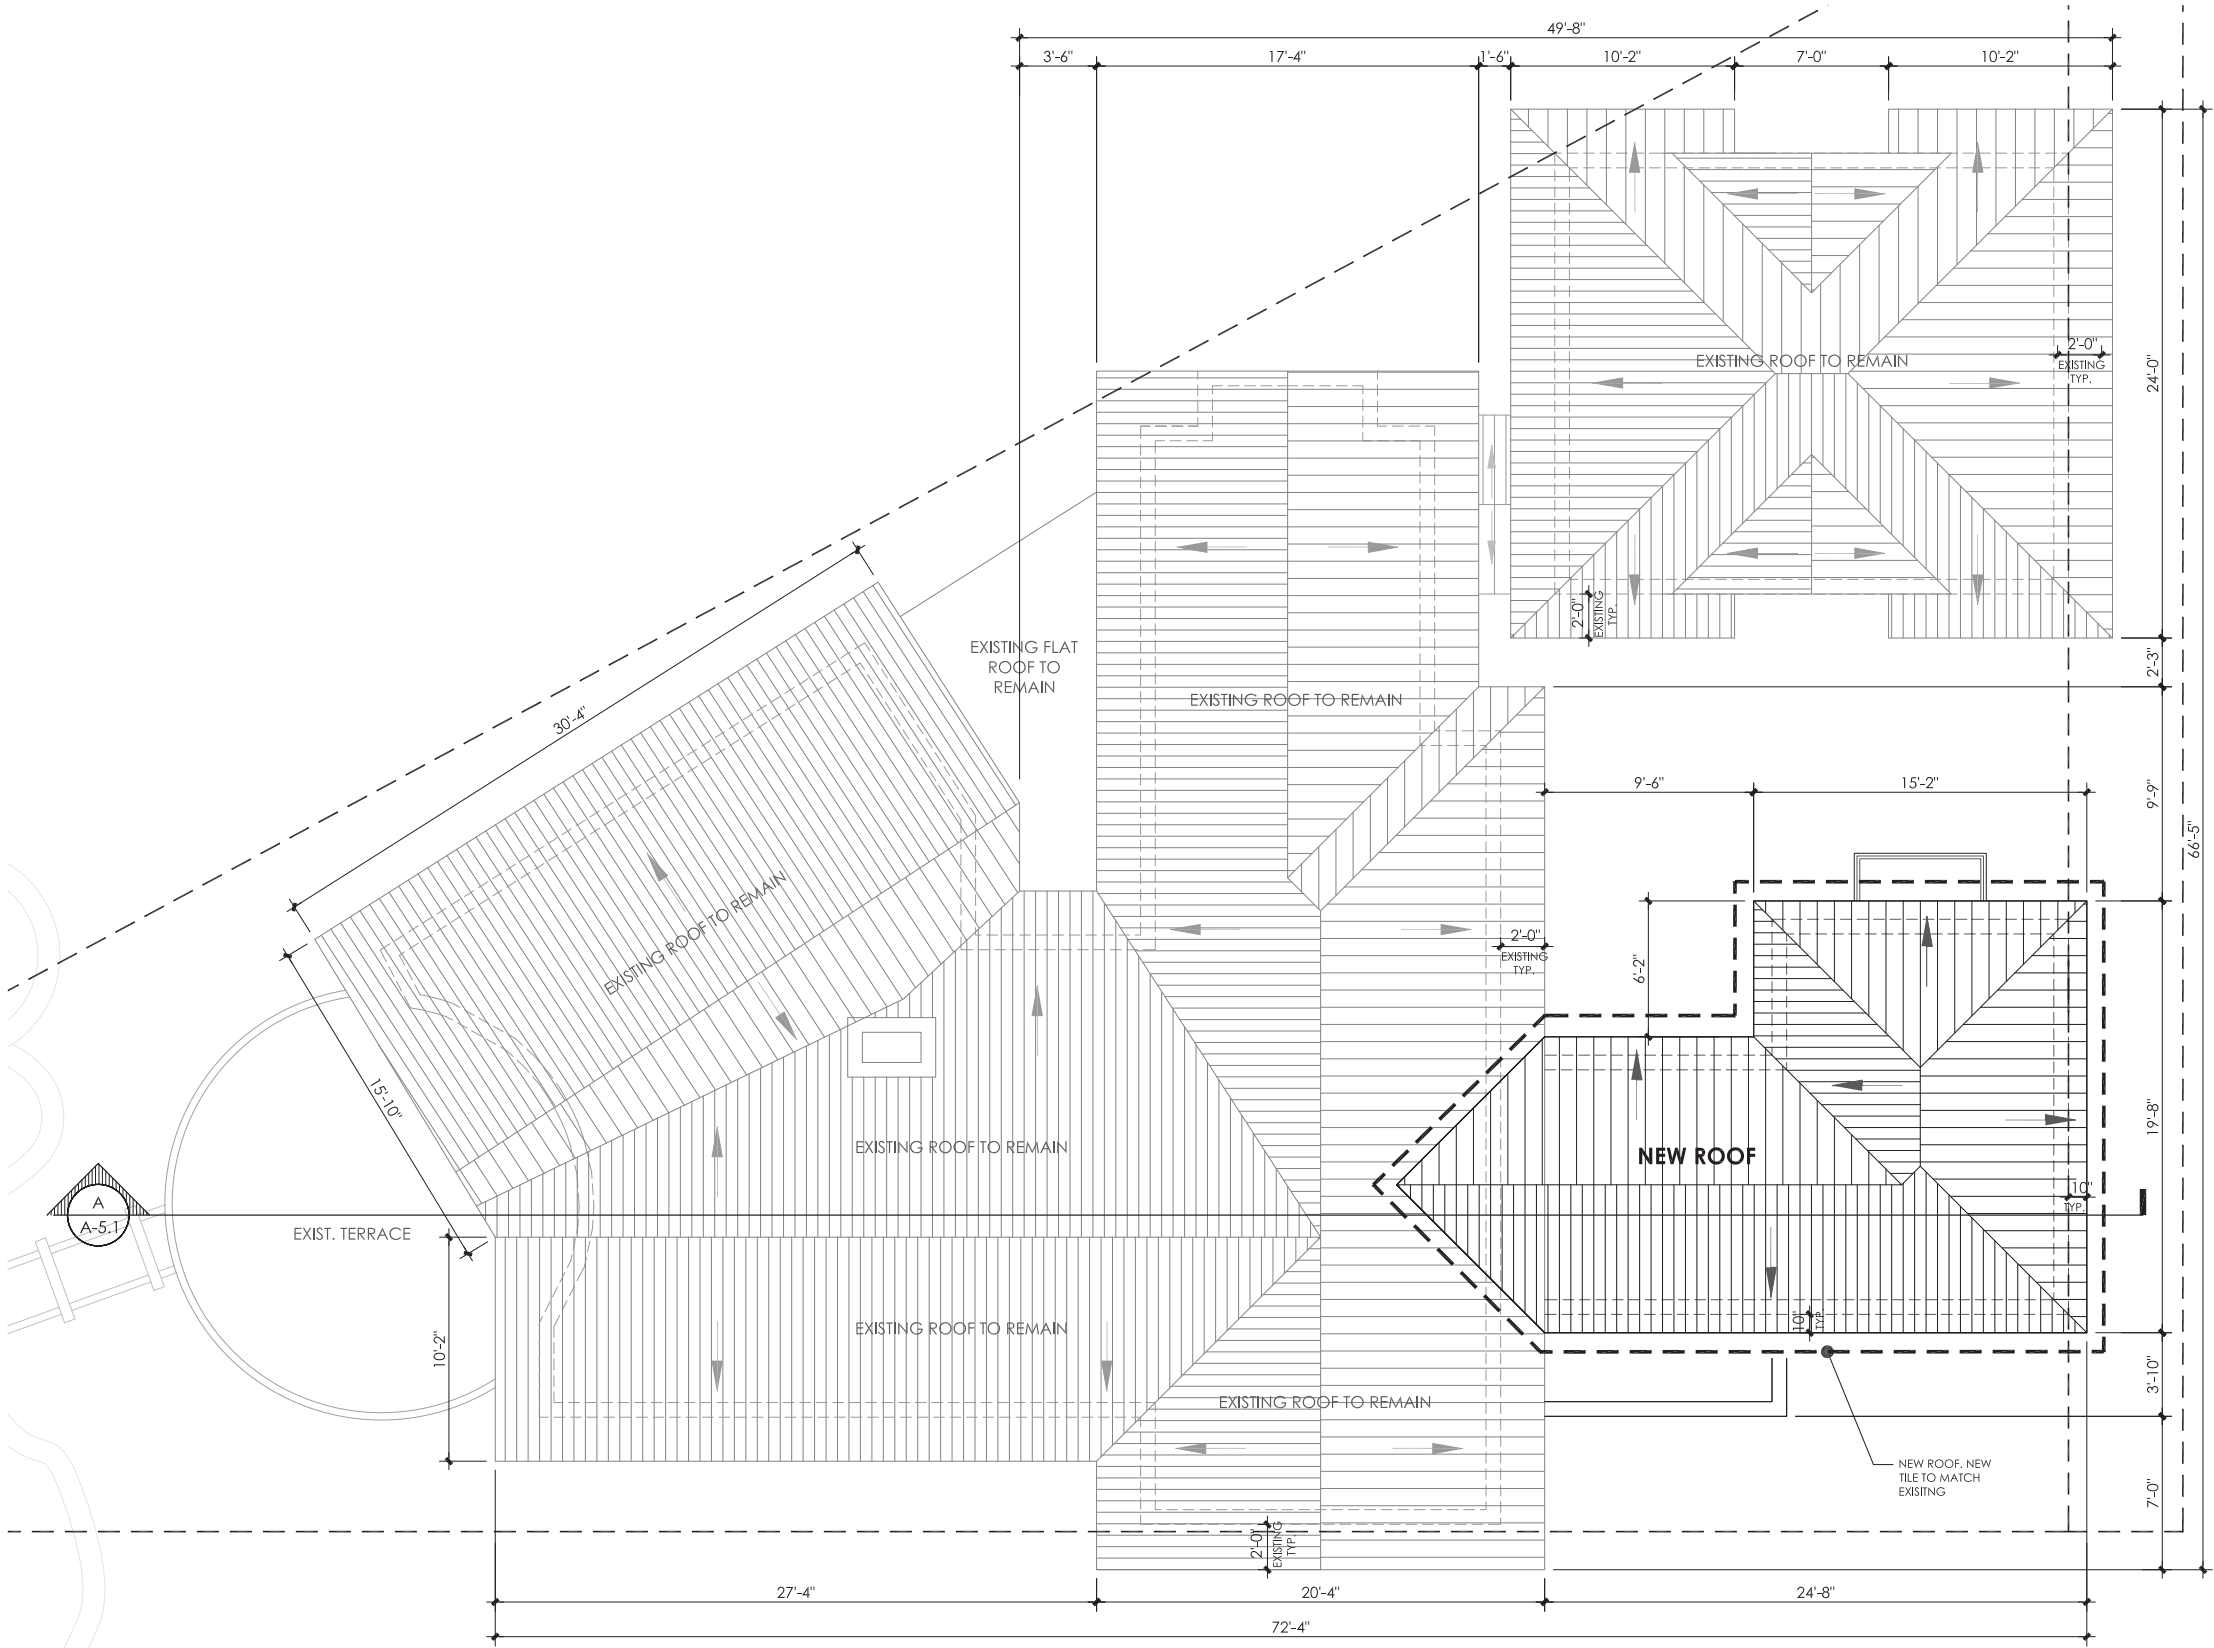 49'-8"
3'-6"
17'-4"
1'-6"
10'-2"
7'-0"
10'-2"
EXISTING ROOF TO REMAIN
2'-0"
EXISTING
TYP.
24'-0"
2'-0"
EXISTING
TYP.
EXISTING FLAT
ROOF TO
REMAIN
2'-3"
EXISTING ROOF TO REMAIN
30'-4"
9'-6"
15'-2"
9'-9"
66'-5"
EXISTING ROOF TO REMAIN
2'-0"
EXISTING
TYP.
6'-2"
15'-10"
19'-8"
EXISTING ROOF TO REMAIN
NEW ROOF
10"
TYP.
A
A-5.1
EXIST. TERRACE
10'-2"
EXISTING ROOF TO REMAIN
10"
TYP.
3'-10"
EXISTING ROOF TO REMAIN
NEW ROOF. NEW
TILE TO MATCH
EXISITNG
7'-0"
2'-0"
EXISTING
TYP.
27'-4"
20'-4"
24'-8"
72'-4"